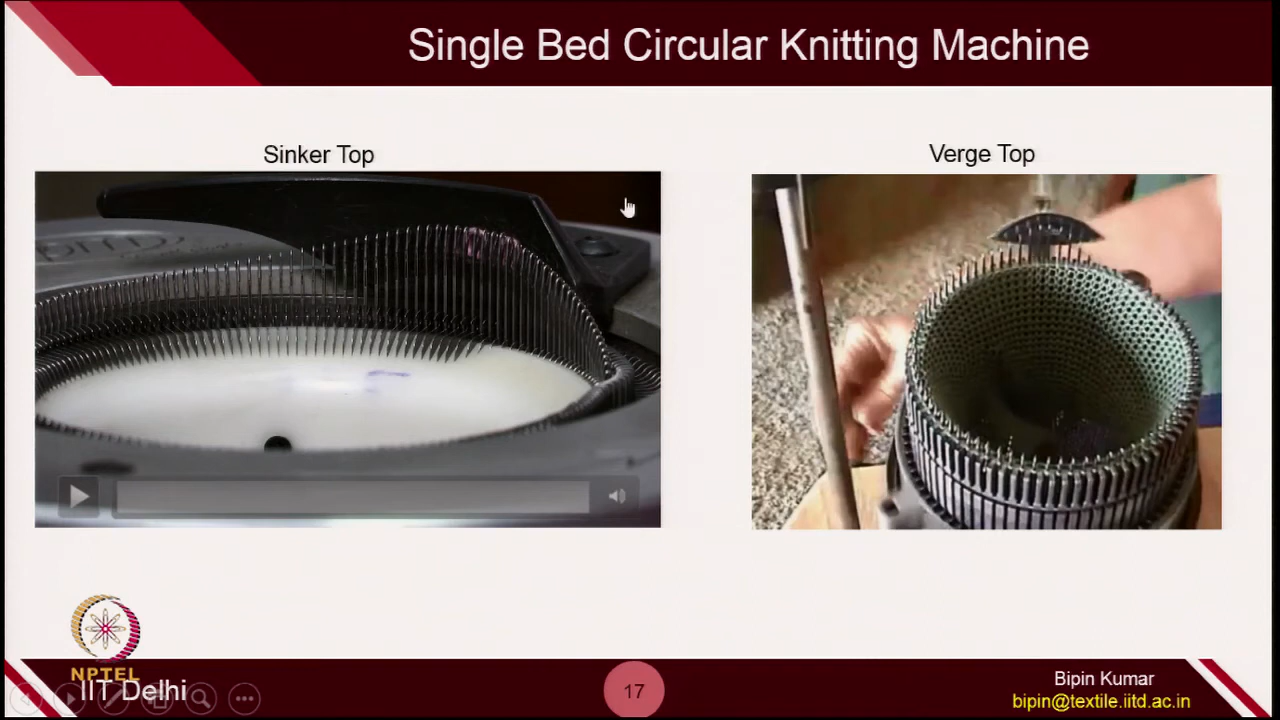 Single Bed Circular Knitting Machine
Sinker Top
Verge Top
NPTEL
IIT Delhi
17
Bipin Kumar
bipin@textile.iitd.ac.in